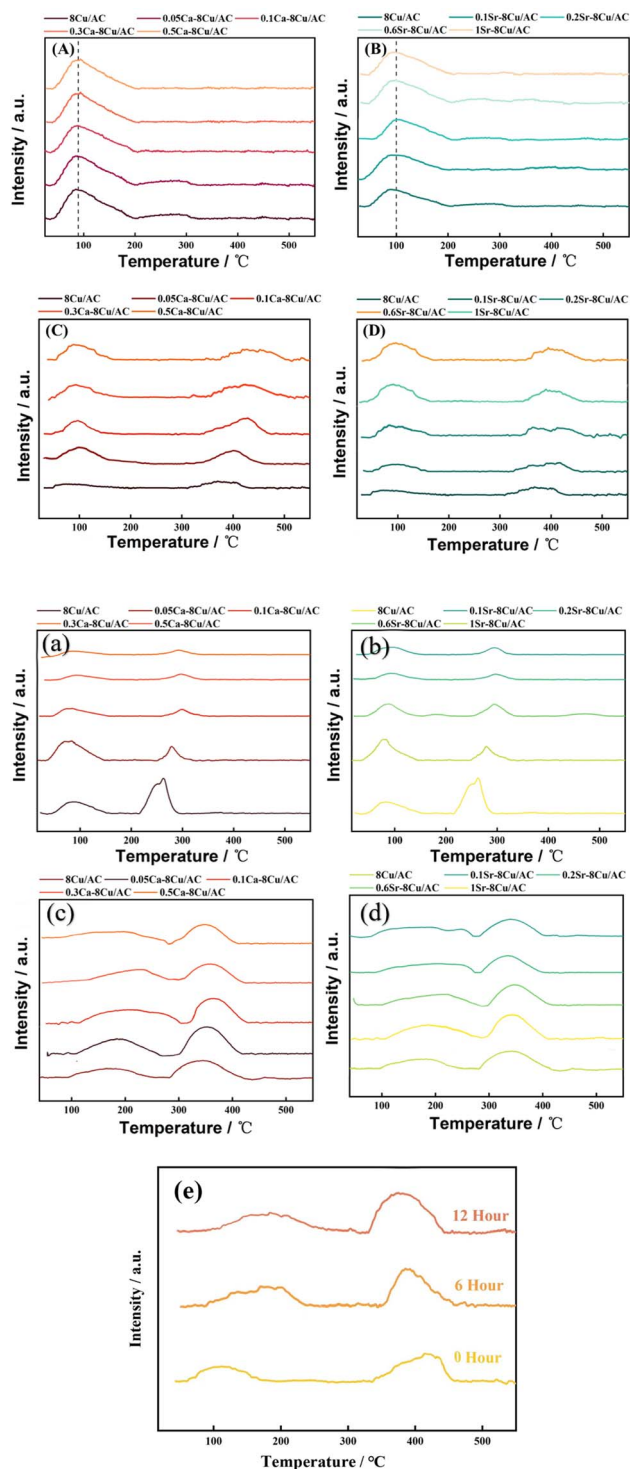 8Cu/AC 0.05Ca-8Cu/AC 0.1Ca-8Cu/AC
0.3Ca-8Cu/AC 0.5Ca-8Cu/AC
(A)
Intensity / a.u.
100 200 300 400 500
Temperature / ℃
8Cu/AC 0.1Sr-8Cu/AC 0.2Sr-8Cu/AC
0.6Sr-8Cu/AC 1Sr-8Cu/AC
(B)
Intensity / a.u.
100 200 300 400 500
Temperature / ℃
8Cu/AC 0.05Ca-8Cu/AC 0.1Ca-8Cu/AC
0.3Ca-8Cu/AC 0.5Ca-8Cu/AC
(C)
Intensity / a.u.
100 200 300 400 500
Temperature / ℃
8Cu/AC 0.1Sr-8Cu/AC 0.2Sr-8Cu/AC
0.6Sr-8Cu/AC 1Sr-8Cu/AC
(D)
Intensity / a.u.
100 200 300 400 500
Temperature / ℃
8Cu/AC 0.05Ca-8Cu/AC 0.1Ca-8Cu/AC
0.3Ca-8Cu/AC 0.5Ca-8Cu/AC
(a)
Intensity / a.u.
100 200 300 400 500
Temperature / ℃
8Cu/AC 0.1Sr-8Cu/AC 0.2Sr-8Cu/AC
0.6Sr-8Cu/AC 1Sr-8Cu/AC
(b)
Intensity / a.u.
100 200 300 400 500
Temperature / ℃
8Cu/AC 0.05Ca-8Cu/AC 0.1Ca-8Cu/AC
0.3Ca-8Cu/AC 0.5Ca-8Cu/AC
(c)
Intensity / a.u.
100 200 300 400 500
Temperature / ℃
8Cu/AC 0.1Sr-8Cu/AC 0.2Sr-8Cu/AC
0.6Sr-8Cu/AC 1Sr-8Cu/AC
(d)
Intensity / a.u.
100 200 300 400 500
Temperature / ℃
(e)
12 Hour
6 Hour
0 Hour
Intensity / a.u.
100 200 300 400 500
Temperature / °C